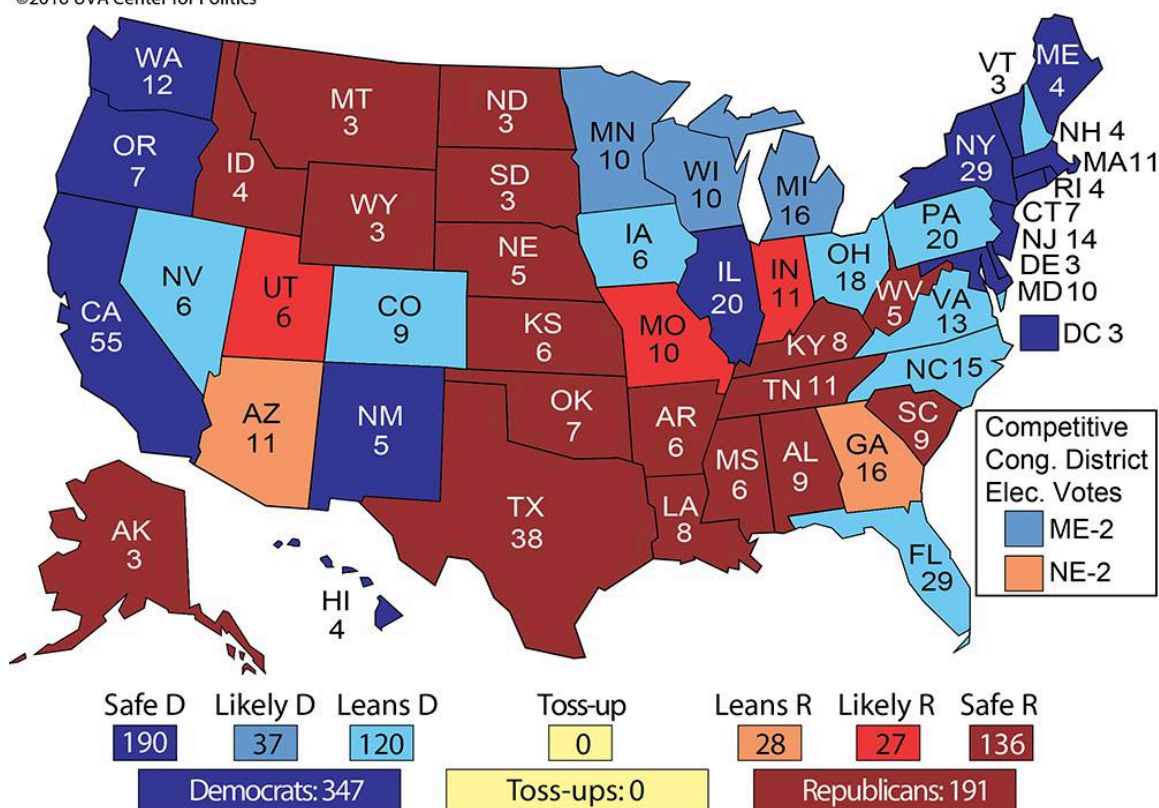 ©2016 UVA Center for Politics
WA
12
OR
7
CA
55
NV
6
ID
4
MT
3
WY
3
UT
6
CO
9
AZ
11
NM
5
ND
3
SD
3
NE
5
KS
6
OK
7
TX
38
MN
10
IA
6
MO
10
AR
6
LA
8
WI
10
IL
20
MI
16
IN
11
OH
18
KY 8
TN 11
MS
6
AL
9
GA
16
FL
29
SC
9
NC 15
VA
13
WV
5
PA
20
NY
29
VT
3
ME
4
NH 4
MA 11
RI 4
CT 7
NJ 14
DE 3
MD 10
DC 3
AK
3
HI
4
Competitive
Cong. District
Elec. Votes
ME-2
NE-2
Safe D
Likely D
Leans D
Toss-up
Leans R
Likely R
Safe R
190
37
120
0
28
27
136
Democrats: 347
Toss-ups: 0
Republicans: 191